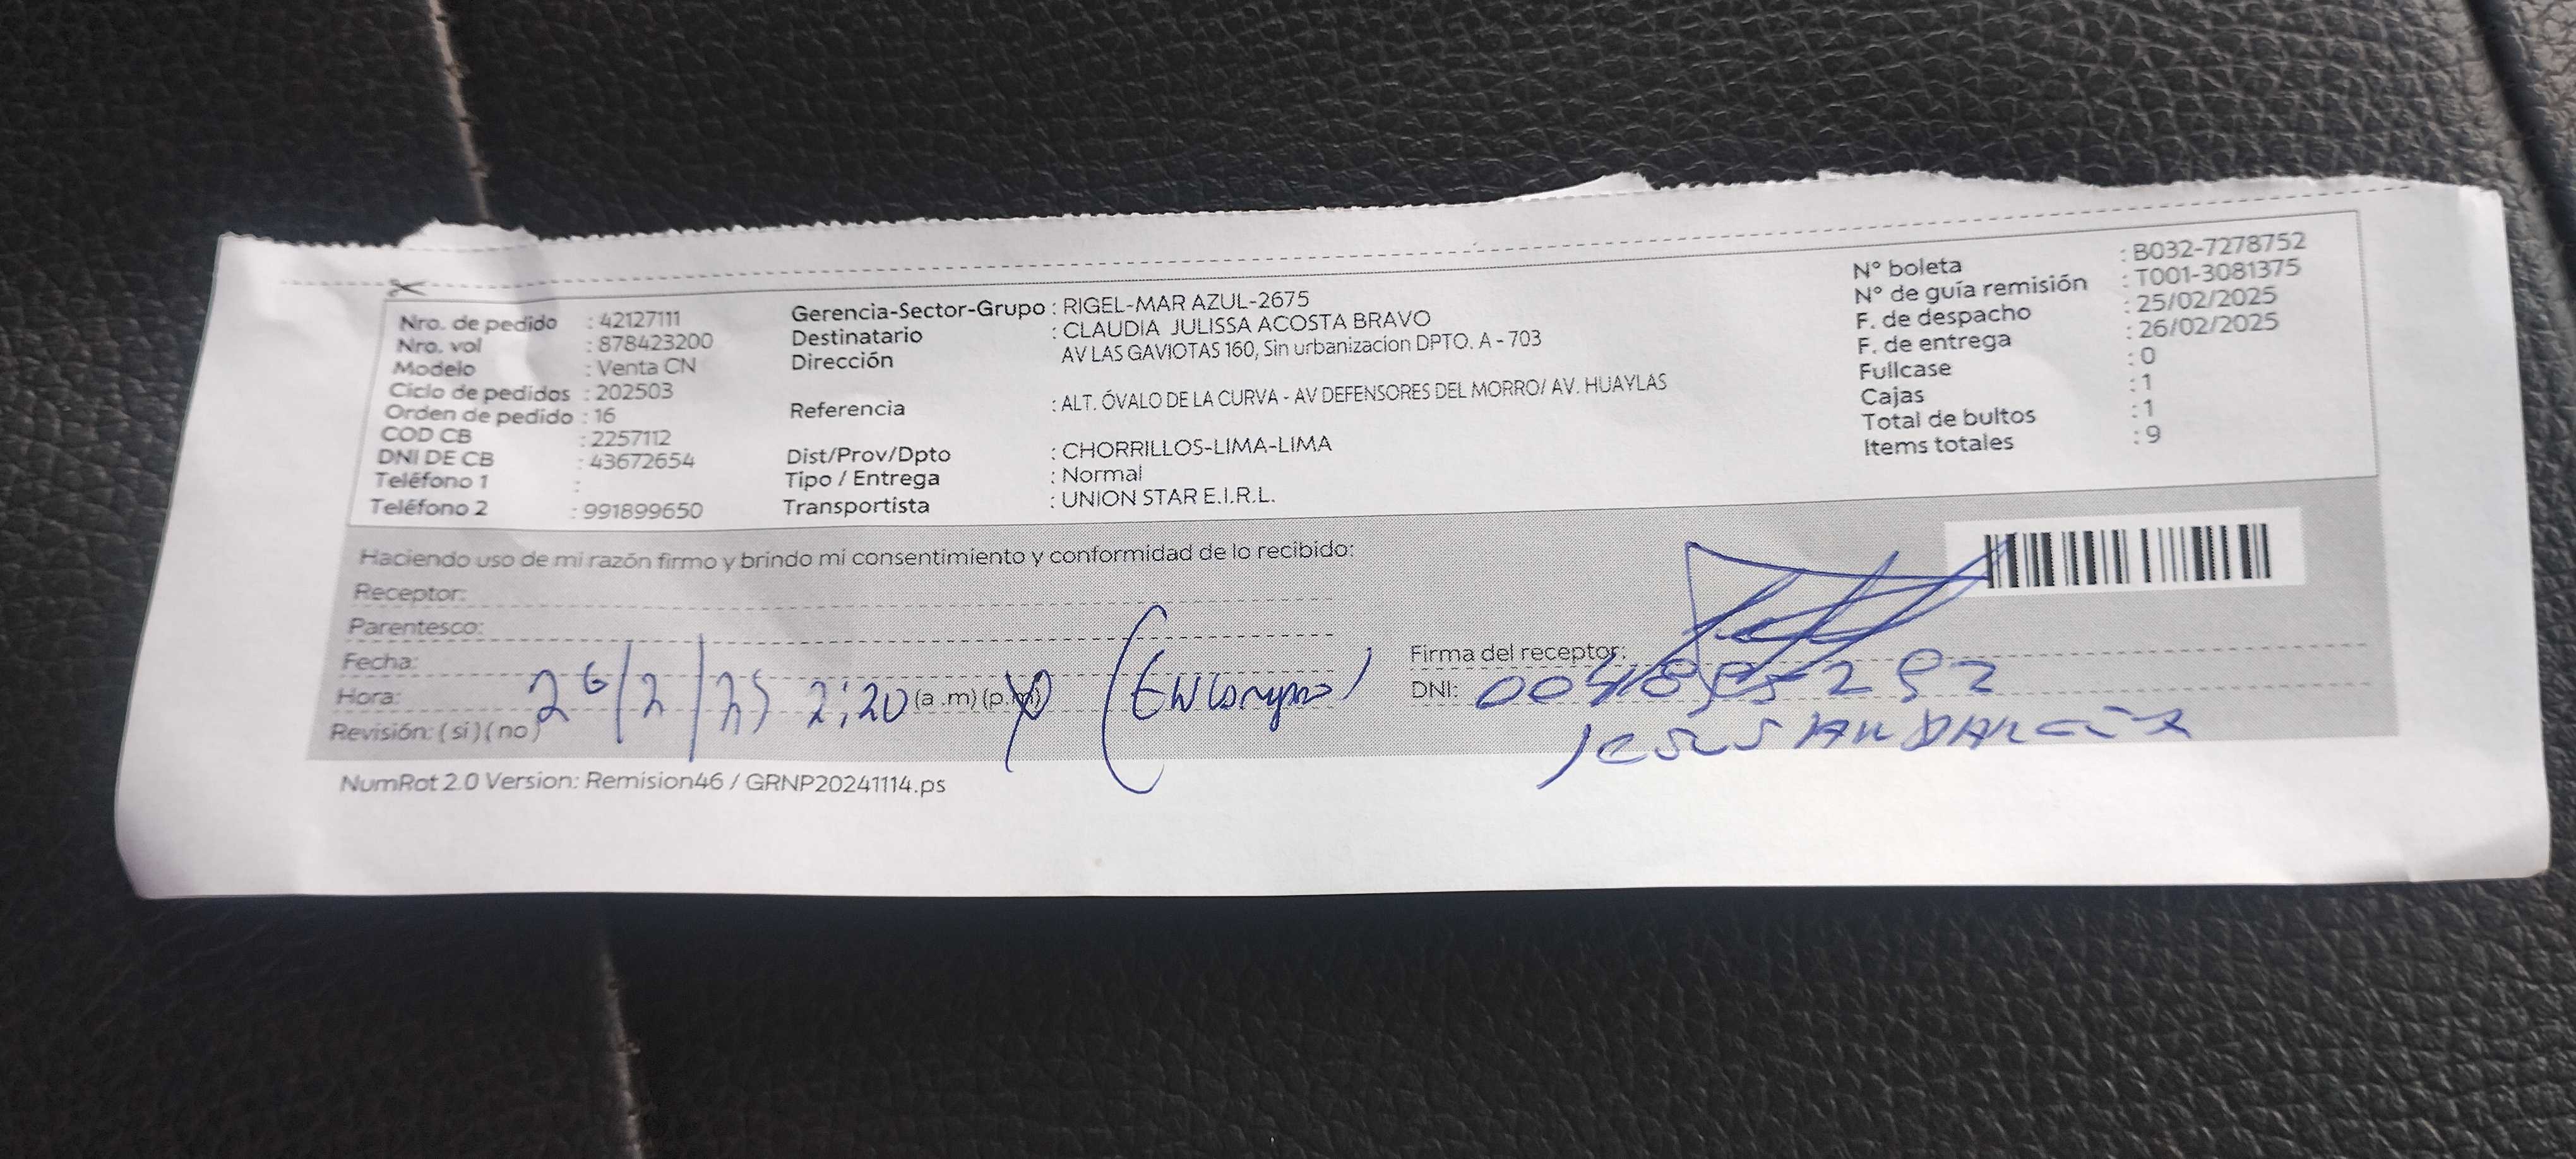 Nro. de pedido : 42127111
Nro. vol : 878423200
Modelo : Venta CN
Ciclo de pedidos : 202503
Orden de pedido : 16
COD CB : 2257112
DNI DE CB : 43672654
Teléfono 1 :
Teléfono 2 : 991899650
Gerencia-Sector-Grupo : RIGEL-MAR AZUL-2675
Destinatario : CLAUDIA JULISSA ACOSTA BRAVO
Dirección AV LAS GAVIOTAS 160, Sin urbanizacion DPTO. A - 703
Referencia : ALT. ÓVALO DE LA CURVA - AV DEFENSORES DEL MORRO/ AV. HUAYLAS
Dist/Prov/Dpto : CHORRILLOS-LIMA-LIMA
Tipo / Entrega : Normal
Transportista : UNION STAR E.I.R.L.
N° boleta : B032-7278752
N° de guía remisión : T001-3081375
F. de despacho : 25/02/2025
F. de entrega : 26/02/2025
Fullcase : 0
Cajas : 1
Total de bultos : 1
Items totales : 9
Haciendo uso de mi razón firmo y brindo mi consentimiento y conformidad de lo recibido:
Receptor:
Parentesco:
Fecha:
Hora: 26/2/25 2:20 (a .m) (p.m)
Revisión: ( si ) ( no )
Firma del receptor:
DNI:
JESUS
NumRot 2.0 Version: Remision46 / GRNP20241114.ps